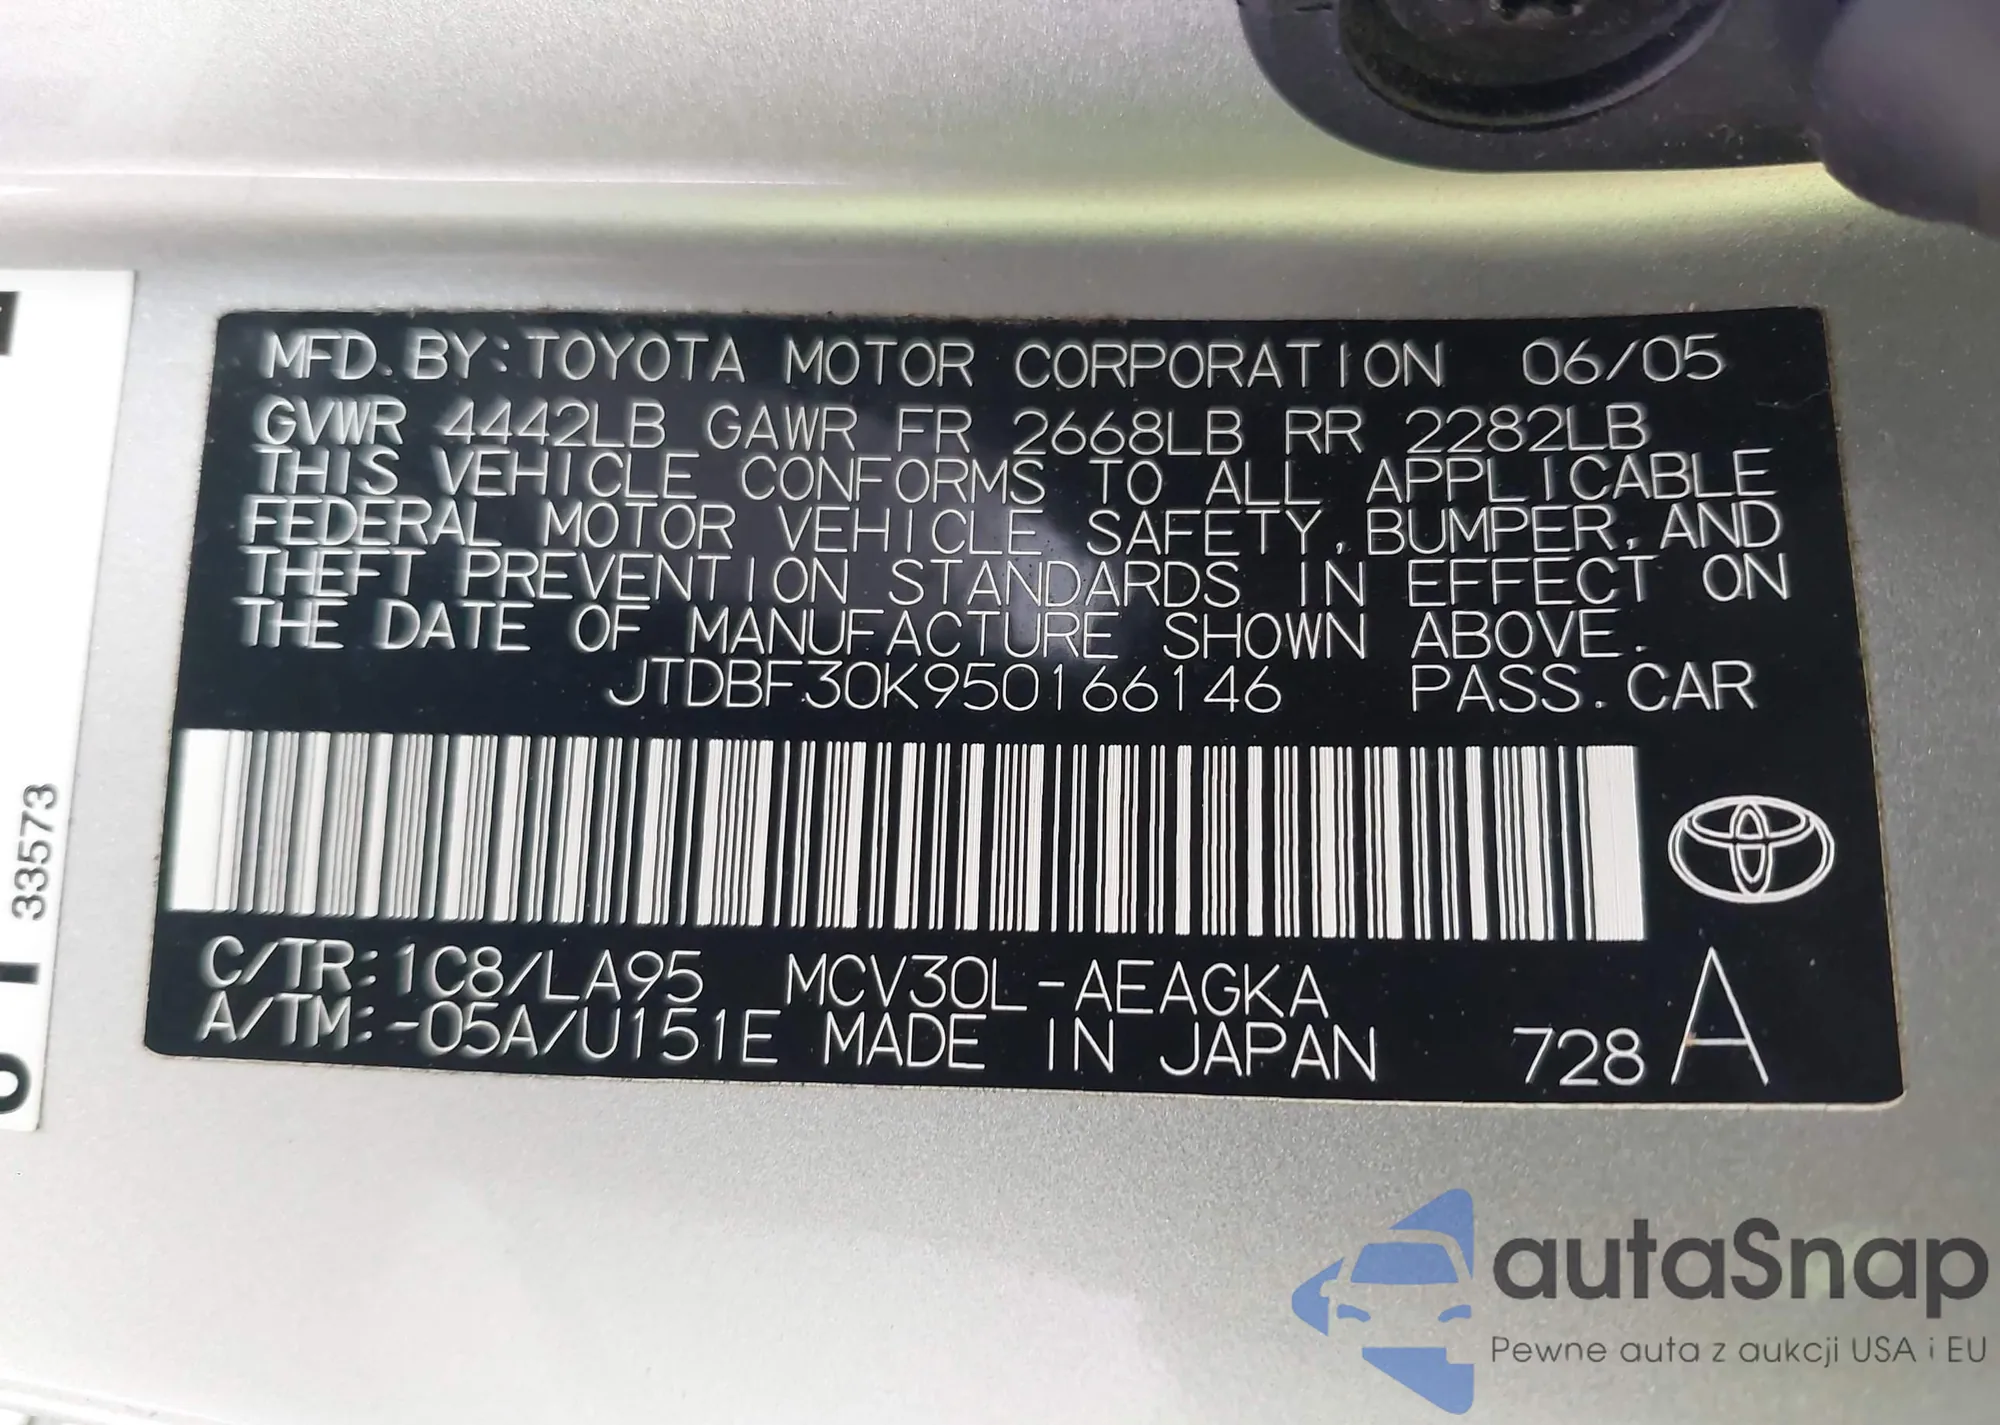 MFD. BY: TOYOTA MOTOR CORPORATION 06/05
GVWR 4442LB GAWR FR 2668LB RR 2282LB
THIS VEHICLE CONFORMS TO ALL APPLICABLE
FEDERAL MOTOR VEHICLE SAFETY, BUMPER, AND
THEFT PREVENTION STANDARDS IN EFFECT ON
THE DATE OF MANUFACTURE SHOWN ABOVE.
JTDBF30K950166146 PASS. CAR
C/TR: 1C8/LA95 MCV30L-AEAGKA
A/TM: -05A/U151E MADE IN JAPAN 728 A
33573
autaSnap
Pewne auta z aukcji USA i EU